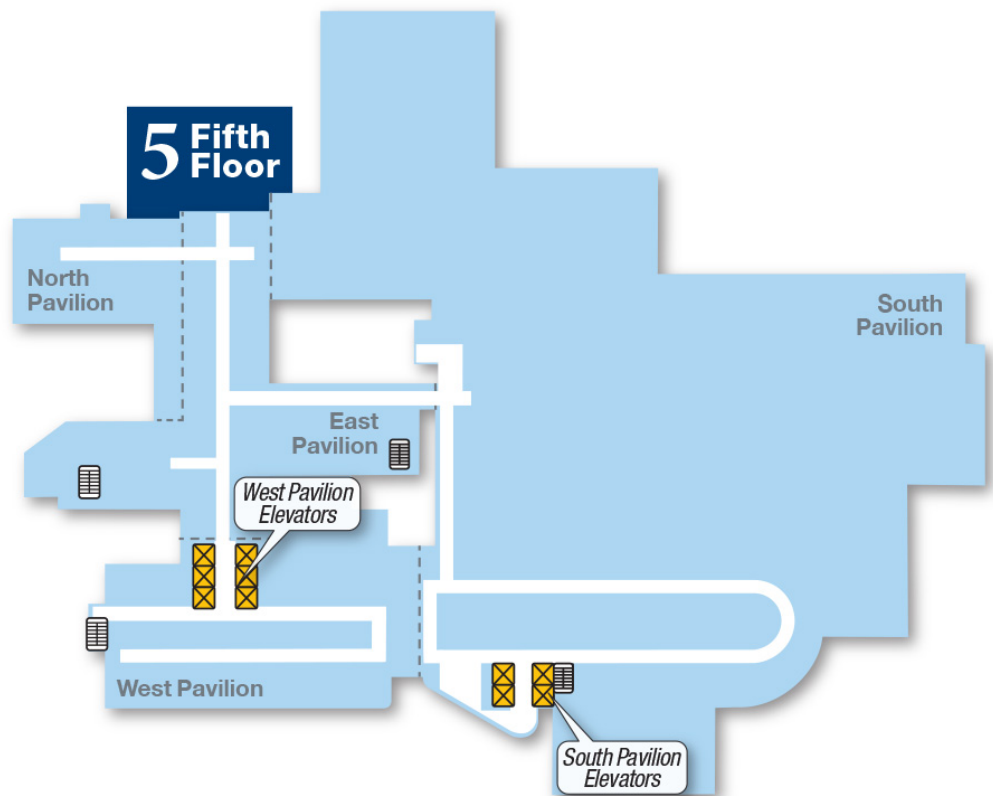 5 Fifth
Floor
North
Pavilion
South
Pavilion
East
Pavilion
West Pavilion
Elevators
West Pavilion
South Pavilion
Elevators